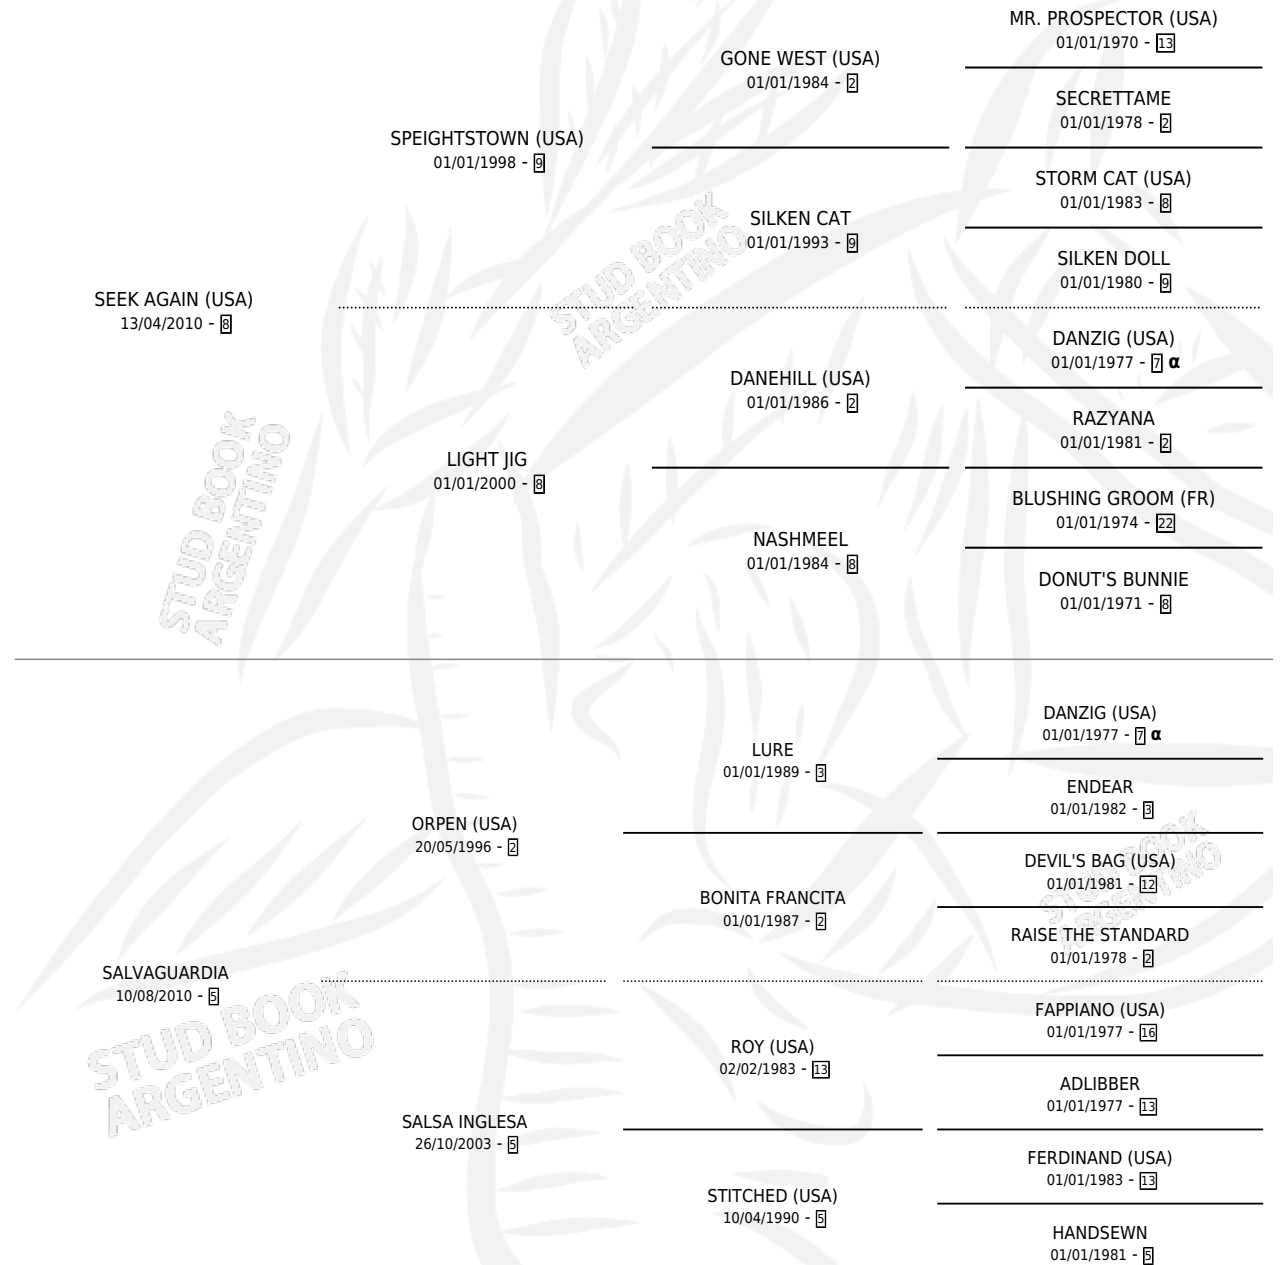 MR. PROSPECTOR (USA)
01/01/1970 - 13
GONE WEST (USA)
01/01/1984 - 2
SECRETTAME
01/01/1978 - 2
SPEIGHTSTOWN (USA)
01/01/1998 - 9
STORM CAT (USA)
01/01/1983 - 8
SILKEN CAT
01/01/1993 - 9
SILKEN DOLL
01/01/1980 - 9
SEEK AGAIN (USA)
13/04/2010 - 8
DANZIG (USA)
01/01/1977 - 7 α
DANEHILL (USA)
01/01/1986 - 2
RAZYANA
01/01/1981 - 2
LIGHT JIG
01/01/2000 - 8
BLUSHING GROOM (FR)
01/01/1974 - 22
NASHMEEL
01/01/1984 - 8
DONUT'S BUNNIE
01/01/1971 - 8
DANZIG (USA)
01/01/1977 - 7 α
LURE
01/01/1989 - 3
ENDEAR
01/01/1982 - 3
ORPEN (USA)
20/05/1996 - 2
DEVIL'S BAG (USA)
01/01/1981 - 12
BONITA FRANCITA
01/01/1987 - 2
RAISE THE STANDARD
01/01/1978 - 2
SALVAGUARDIA
10/08/2010 - 5
FAPPIANO (USA)
01/01/1977 - 16
ROY (USA)
02/02/1983 - 13
ADLIBBER
01/01/1977 - 13
SALSA INGLESA
26/10/2003 - 5
FERDINAND (USA)
01/01/1983 - 13
STITCHED (USA)
10/04/1990 - 5
HANDSEWN
01/01/1981 - 5
STUD BOOK
ARGENTINO
STUD BOOK
ARGENTINO
STUD BOOK
ARGENTINO
STUD BOOK
ARGENTINO